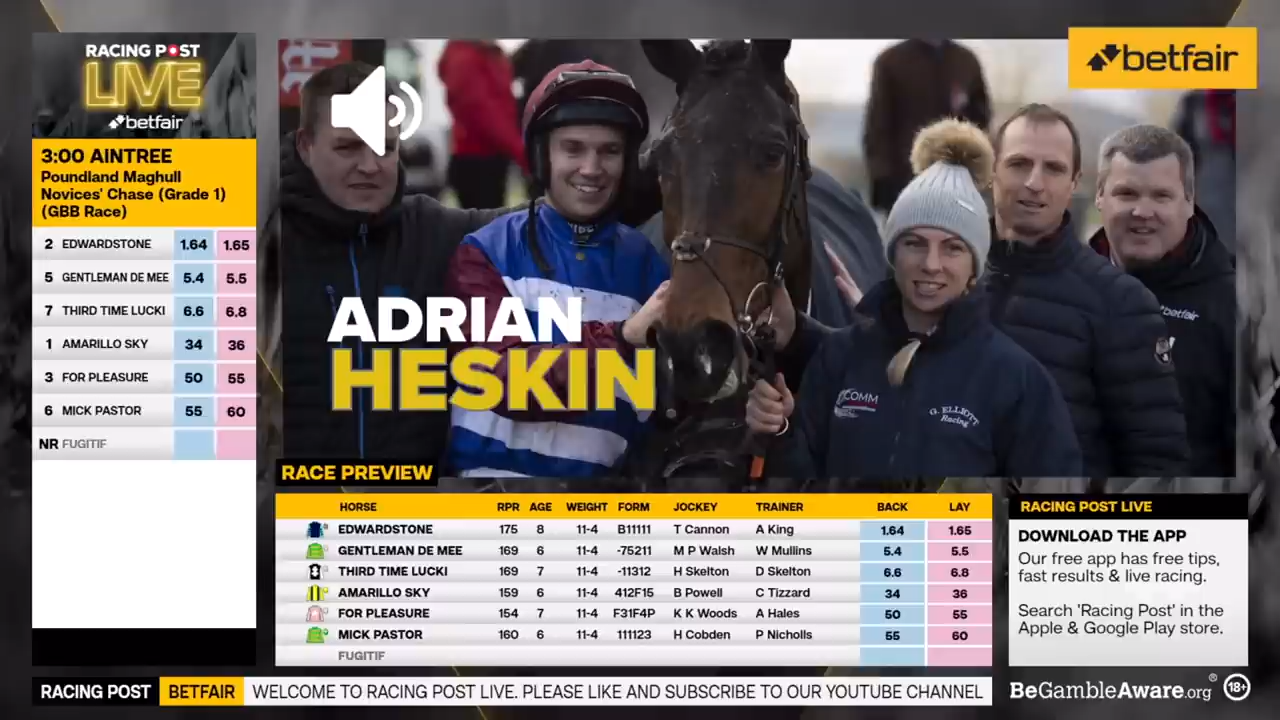 RACING POST
LIVE
betfair
3:00 AINTREE
Poundland Maghull
Novices' Chase (Grade 1)
(GBB Race)
2 EDWARDSTONE 1.64 1.65
5 GENTLEMAN DE MEE 5.4 5.5
7 THIRD TIME LUCKI 6.6 6.8
1 AMARILLO SKY 34 36
3 FOR PLEASURE 50 55
6 MICK PASTOR 55 60
NR FUGITIF
betfair
ADRIAN
HESKIN
COMM
G. ELLIOTT
Racing
betfair
RACE PREVIEW
HORSE RPR AGE WEIGHT FORM JOCKEY TRAINER BACK LAY
EDWARDSTONE 175 8 11-4 B11111 T Cannon A King 1.64 1.65
GENTLEMAN DE MEE 169 6 11-4 -75211 M P Walsh W Mullins 5.4 5.5
THIRD TIME LUCKI 169 7 11-4 -11312 H Skelton D Skelton 6.6 6.8
AMARILLO SKY 159 6 11-4 412F15 B Powell C Tizzard 34 36
FOR PLEASURE 154 7 11-4 F31F4P K K Woods A Hales 50 55
MICK PASTOR 160 6 11-4 111123 H Cobden P Nicholls 55 60
FUGITIF
RACING POST LIVE
DOWNLOAD THE APP
Our free app has free tips,
fast results & live racing.
Search 'Racing Post' in the
Apple & Google Play store.
RACING POST BETFAIR WELCOME TO RACING POST LIVE. PLEASE LIKE AND SUBSCRIBE TO OUR YOUTUBE CHANNEL
BeGambleAware.org® 18+